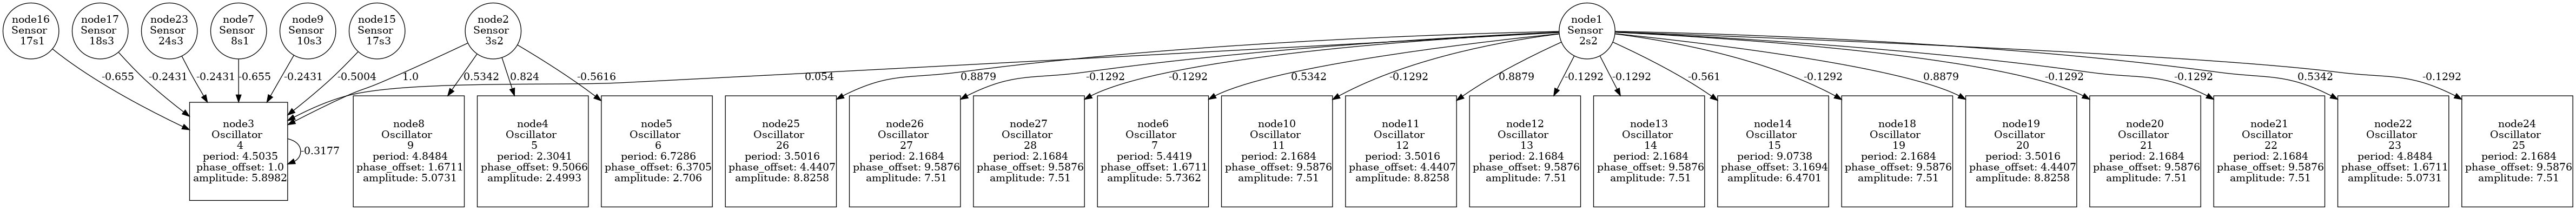 node16
Sensor
17s1
node17
Sensor
18s3
node23
Sensor
24s3
node7
Sensor
8s1
node9
Sensor
10s3
node15
Sensor
17s3
node2
Sensor
3s2
node1
Sensor
2s2
-0.655
-0.2431
-0.2431
-0.655
-0.2431
-0.5004
1.0
0.5342
0.824
-0.5616
0.054
0.8879
-0.1292
-0.1292
0.5342
-0.1292
0.8879
-0.1292
-0.1292
-0.561
-0.1292
0.8879
-0.1292
-0.1292
0.5342
-0.1292
node3
Oscillator
4
period: 4.5035
phase_offset: 1.0
amplitude: 5.8982
-0.3177
node8
Oscillator
9
period: 4.8484
phase_offset: 1.6711
amplitude: 5.0731
node4
Oscillator
5
period: 2.3041
phase_offset: 9.5066
amplitude: 2.4993
node5
Oscillator
6
period: 6.7286
phase_offset: 6.3705
amplitude: 2.706
node25
Oscillator
26
period: 3.5016
phase_offset: 4.4407
amplitude: 8.8258
node26
Oscillator
27
period: 2.1684
phase_offset: 9.5876
amplitude: 7.51
node27
Oscillator
28
period: 2.1684
phase_offset: 9.5876
amplitude: 7.51
node6
Oscillator
7
period: 5.4419
phase_offset: 1.6711
amplitude: 5.7362
node10
Oscillator
11
period: 2.1684
phase_offset: 9.5876
amplitude: 7.51
node11
Oscillator
12
period: 3.5016
phase_offset: 4.4407
amplitude: 8.8258
node12
Oscillator
13
period: 2.1684
phase_offset: 9.5876
amplitude: 7.51
node13
Oscillator
14
period: 2.1684
phase_offset: 9.5876
amplitude: 7.51
node14
Oscillator
15
period: 9.0738
phase_offset: 3.1694
amplitude: 6.4701
node18
Oscillator
19
period: 2.1684
phase_offset: 9.5876
amplitude: 7.51
node19
Oscillator
20
period: 3.5016
phase_offset: 4.4407
amplitude: 8.8258
node20
Oscillator
21
period: 2.1684
phase_offset: 9.5876
amplitude: 7.51
node21
Oscillator
22
period: 2.1684
phase_offset: 9.5876
amplitude: 7.51
node22
Oscillator
23
period: 4.8484
phase_offset: 1.6711
amplitude: 5.0731
node24
Oscillator
25
period: 2.1684
phase_offset: 9.5876
amplitude: 7.51